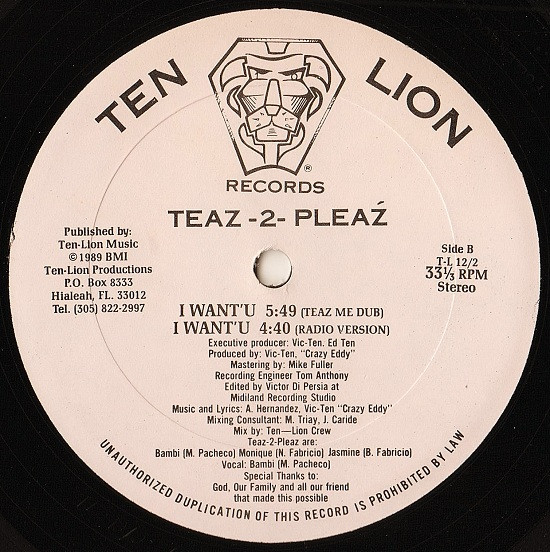 TEN LION
®
RECORDS
TEAZ -2- PLEAŹ
Published by:
Ten-Lion Music
© 1989 BMI
Ten-Lion Productions
P.O. Box 8333
Hialeah, FL. 33012
Tel. (305) 822-2997
Side B
T-L 12/2
33⅓ RPM
Stereo
I WANT'U 5:49 (TEAZ ME DUB)
I WANT'U 4:40 (RADIO VERSION)
Executive producer: Vic-Ten. Ed Ten
Produced by: Vic-Ten, "Crazy Eddy"
Mastering by: Mike Fuller
Recording Engineer Tom Anthony
Edited by Victor Di Persia at
Midiland Recording Studio
Music and Lyrics: A. Hernandez, Vic-Ten "Crazy Eddy"
Mixing Consultant: M. Triay, J. Caride
Mix by: Ten—Lion Crew
Teaz-2-Pleaz are:
Bambi (M. Pacheco) Monique (N. Fabricio) Jasmine (B. Fabricio)
Vocal: Bambi (M. Pacheco)
Special Thanks to:
God, Our Family and all our friend
that made this possible
UNAUTHORIZED DUPLICATION OF THIS RECORD IS PROHIBITED BY LAW